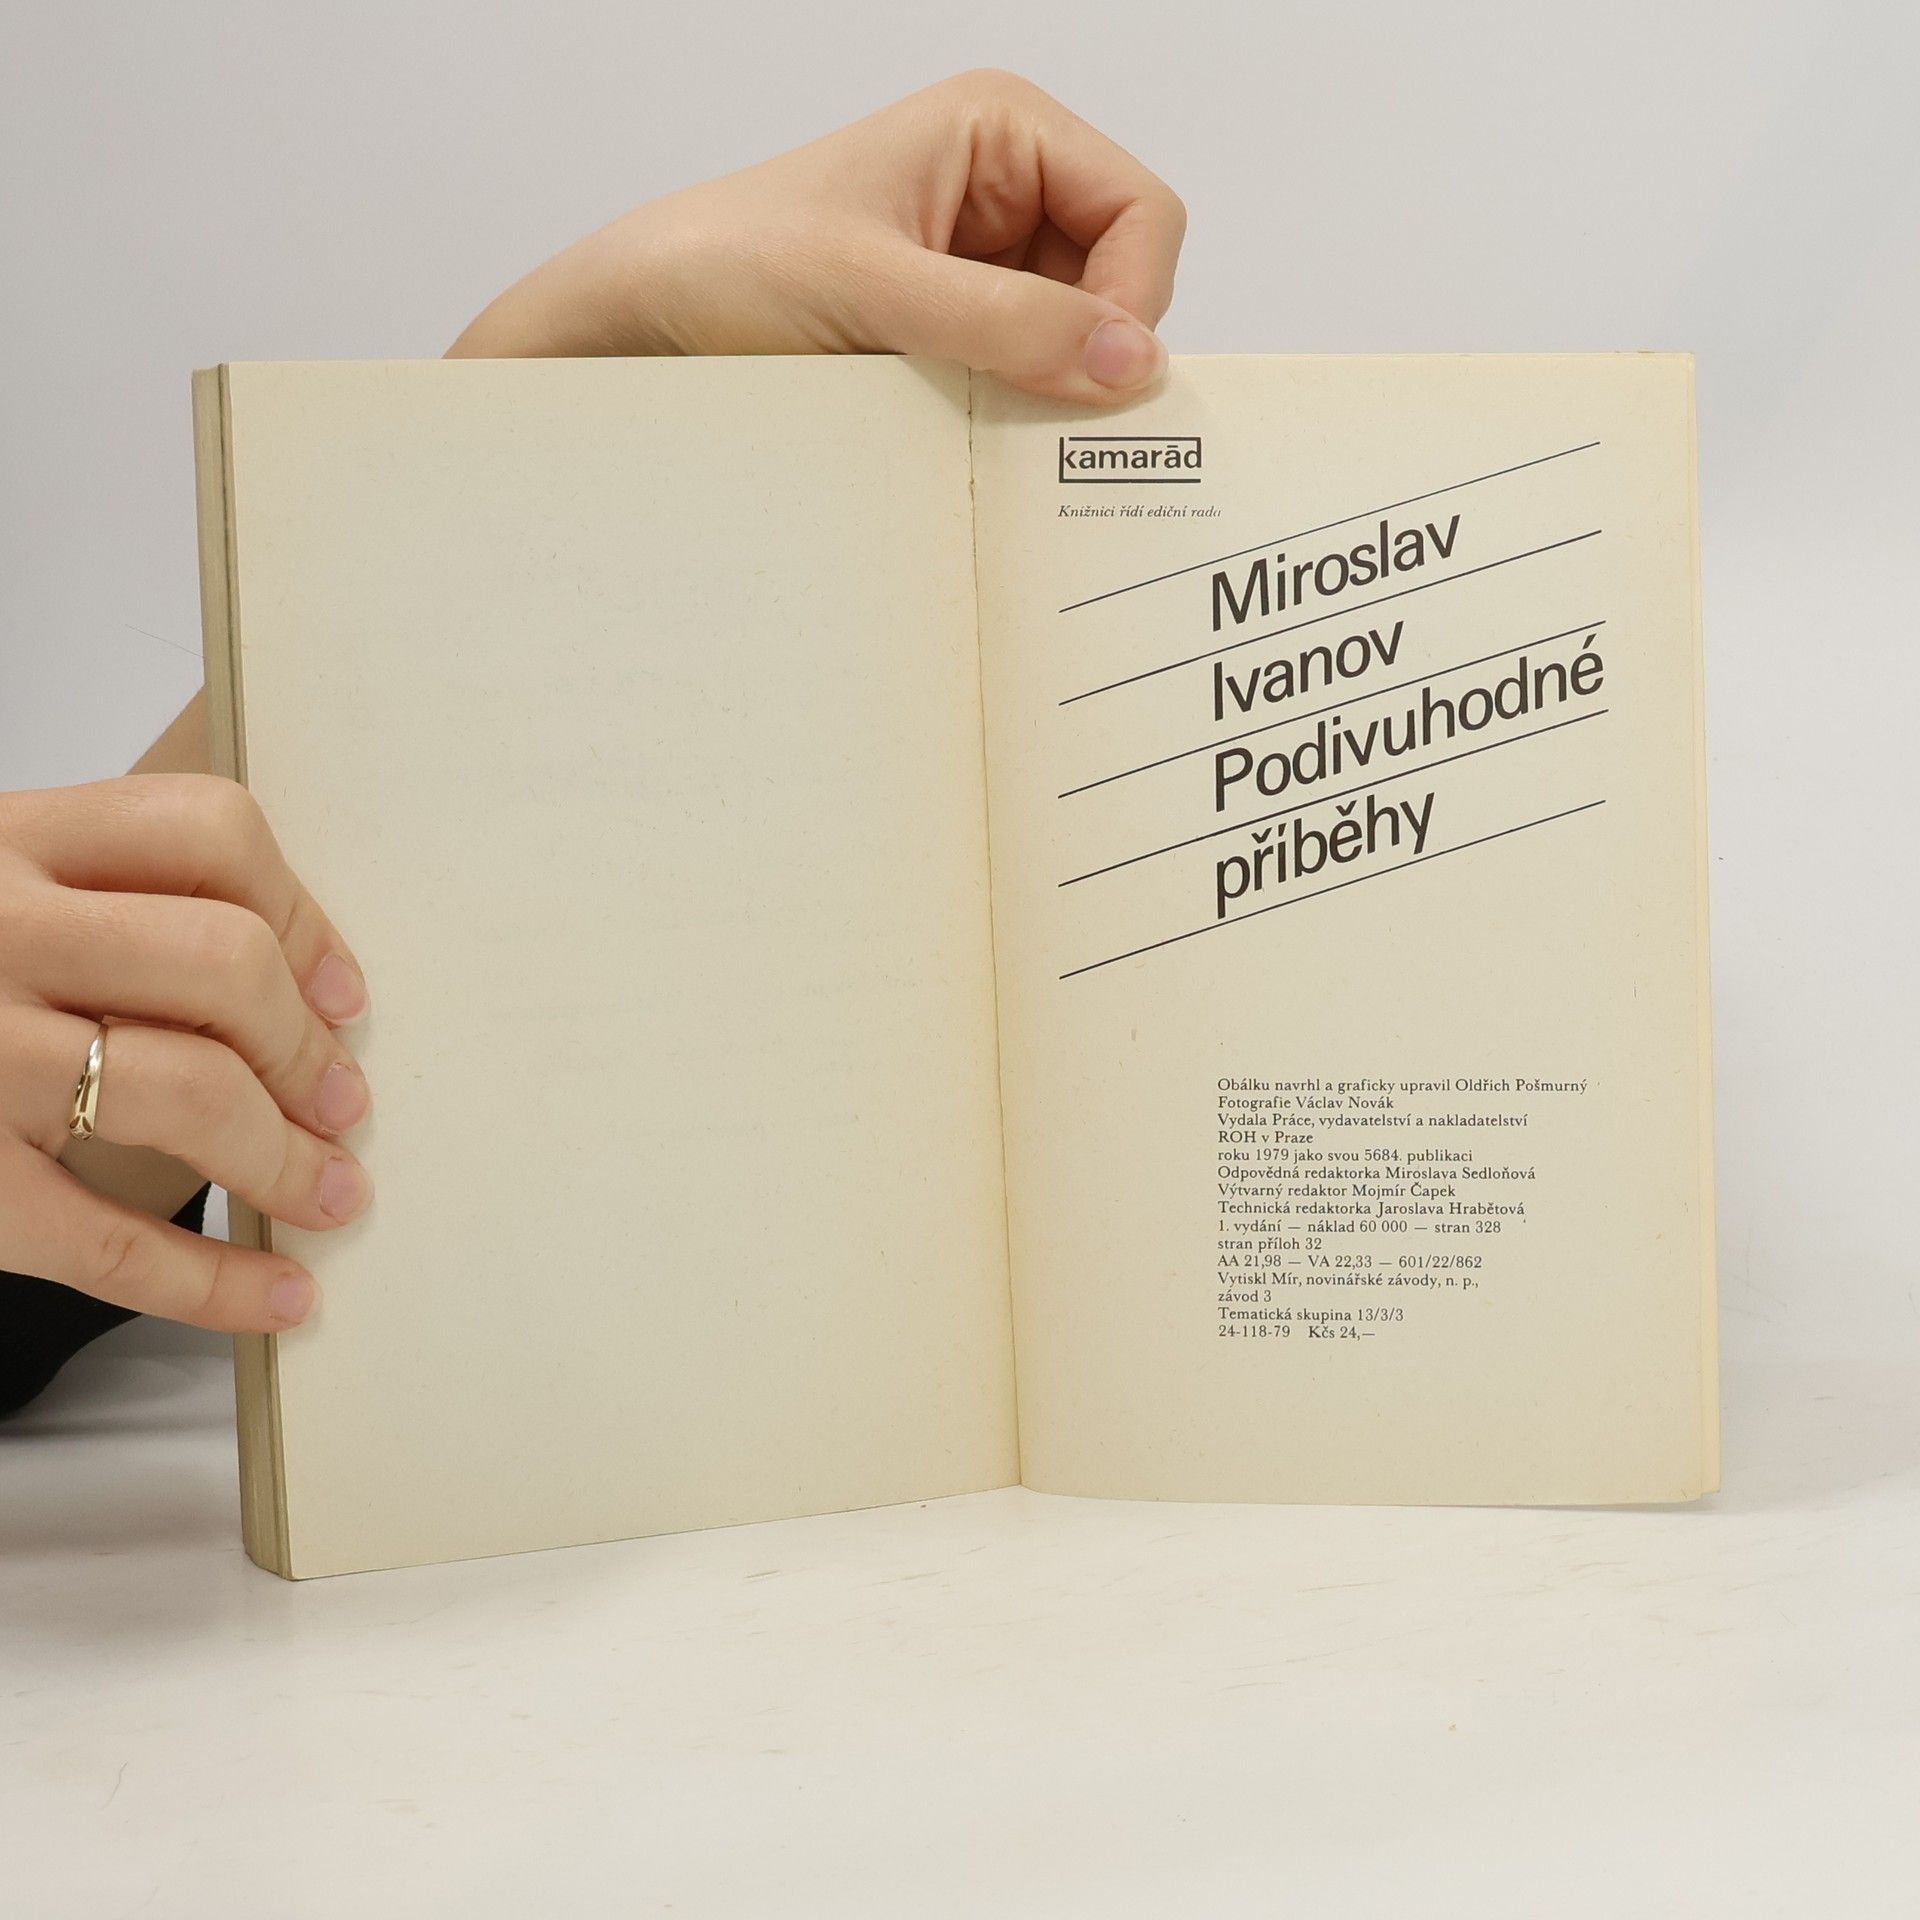 kamarād
Knižnici řídí ediční rada
Miroslav
Ivanov
Podivuhodné
příběhy
Obálku navrhl a graficky upravil Oldřich Pošmurný
Fotografie Václav Novák
Vydala Práce, vydavatelství a nakladatelství
ROH v Praze
roku 1979 jako svou 5684. publikaci
Odpovědná redaktorka Miroslava Sedloňová
Výtvarný redaktor Mojmír Čapek
Technická redaktorka Jaroslava Hrabětová
1. vydání — náklad 60 000 — stran 328
stran příloh 32
AA 21,98 — VA 22,33 — 601/22/862
Vytiskl Mír, novinářské závody, n. p.,
závod 3
Tematická skupina 13/3/3
24-118-79 Kčs 24,—